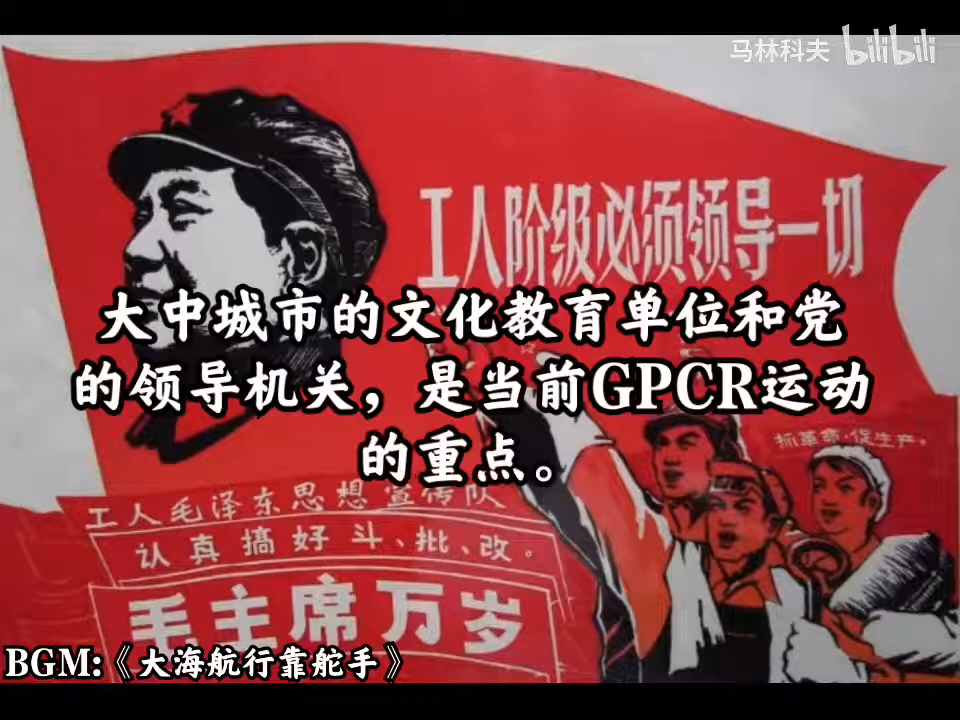 马林科夫 bilibili
工人阶级必须领导一切
大中城市的文化教育单位和党
的领导机关，是当前GPCR运动
的重点。
抓革命·促生产。
工人毛泽东思想宣传队
认真搞好斗、批、改。
毛主席万岁
BGM:《大海航行靠舵手》